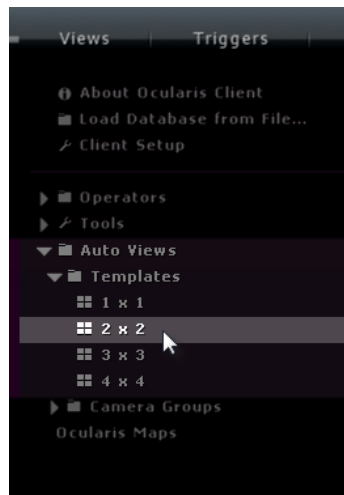 Views Triggers
About Ocularis Client
Load Database from File...
Client Setup
Operators
Tools
Auto Views
Templates
1 x 1
2 x 2
3 x 3
4 x 4
Camera Groups
Ocularis Maps